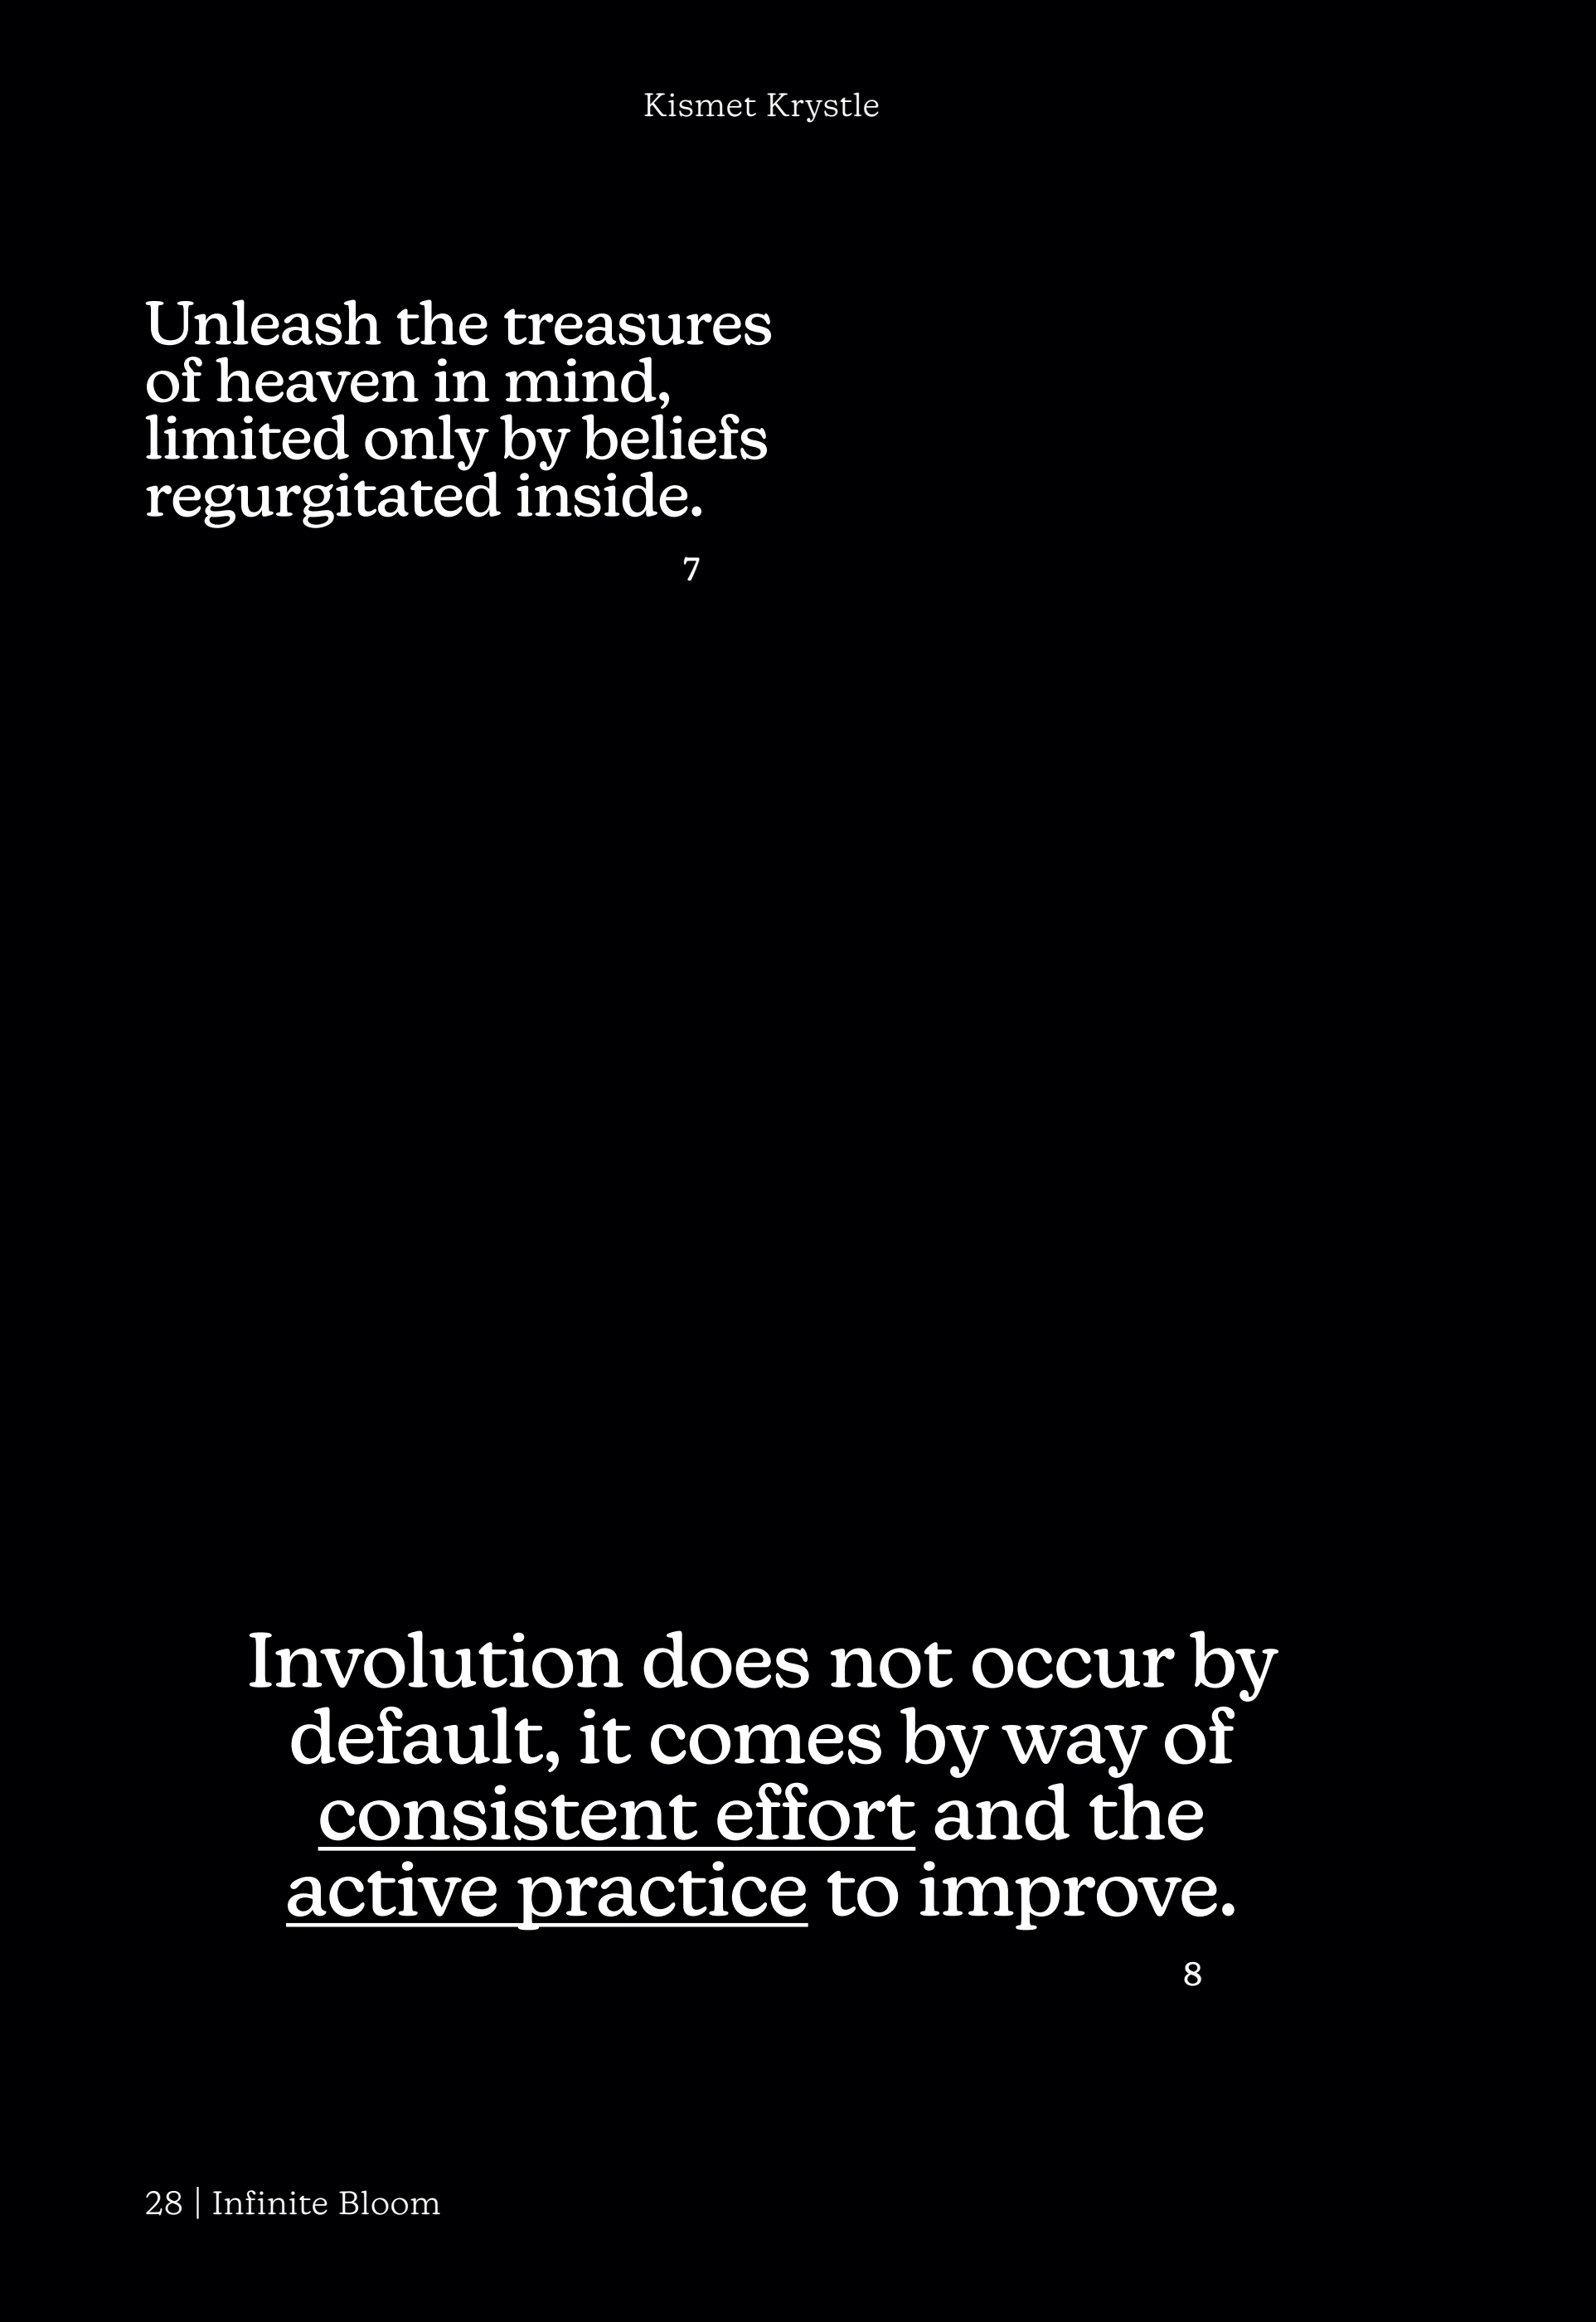 Kismet Krystle
Unleash the treasures
of heaven in mind,
limited only by beliefs
regurgitated inside.
7
Involution does not occur by
default, it comes by way of
consistent effort and the
active practice to improve.
8
28 | Infinite Bloom